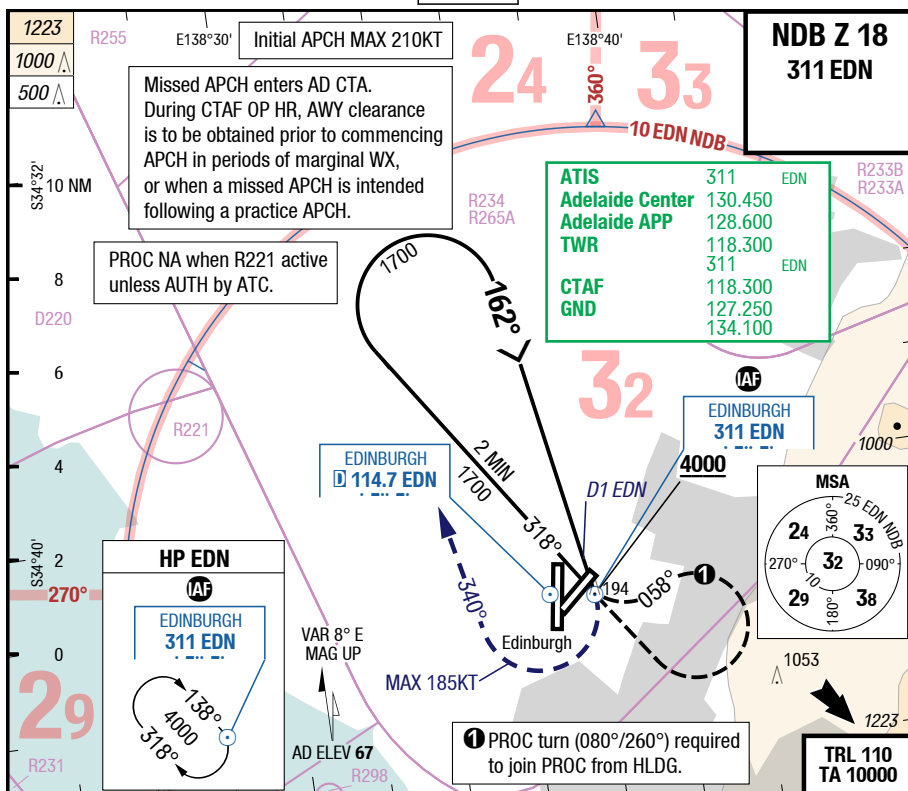 1223
1000
500
R255
E138°30'
Initial APCH MAX 210KT
E138°40'
NDB Z 18
311 EDN
24
360°
33
Missed APCH enters AD CTA.
During CTAF OP HR, AWY clearance
is to be obtained prior to commencing
APCH in periods of marginal WX,
or when a missed APCH is intended
following a practice APCH.
10 EDN NDB
S34°32'
10 NM
R234
R265A
ATIS 311 EDN
Adelaide Center 130.450
Adelaide APP 128.600
TWR 118.300
311 EDN
CTAF 118.300
GND 127.250
134.100
R233B
R233A
PROC NA when R221 active
unless AUTH by ATC.
1700
162°
8
D220
6
32
IAF
EDINBURGH
311 EDN
R221
1000
4
2 MIN
1700
EDINBURGH
D 114.7 EDN
4000
D1 EDN
MSA
25 EDN NDB
360°
24
33
270°
32
090°
10
29
180°
38
318°
S34°40'
2
270°
HP EDN
IAF
EDINBURGH
311 EDN
138°
4000
318°
340°
194
058°
1
Edinburgh
0
VAR 8° E
MAG UP
MAX 185KT
1053
29
1223
AD ELEV 67
1 PROC turn (080°/260°) required
to join PROC from HLDG.
TRL 110
TA 10000
R231
R298